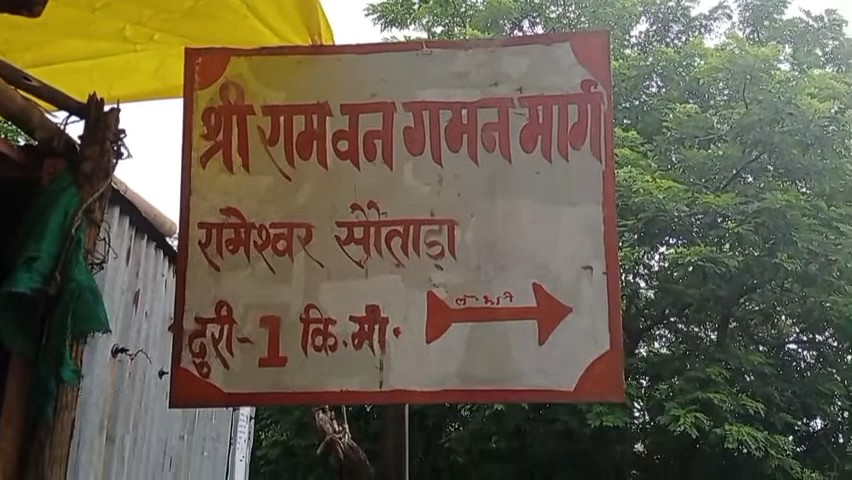 श्री राम वन गमन मार्ग
रामेश्वर सौताड़ा
दुरी-1 कि.मी.